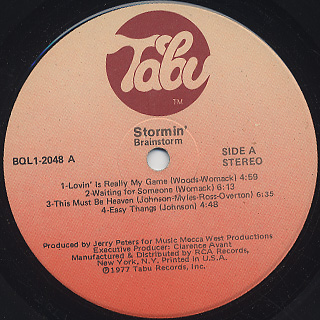 Tabu
TM
Stormin'
Brainstorm
BQL1-2048 A
SIDE A
STEREO
1-Lovin' Is Really My Game (Woods-Womack) 4:59
2-Waiting for Someone (Womack) 6:13
3-This Must Be Heaven (Johnson-Myles-Ross-Overton) 6:35
4-Easy Thangs (Johnson) 4:48
Produced by Jerry Peters for Music Mecca West Productions
Executive Producer: Clarence Avant
Manufactured & Distributed by RCA Records,
New York, N.Y. Printed in U.S.A.
©1977 Tabu Records, Inc.